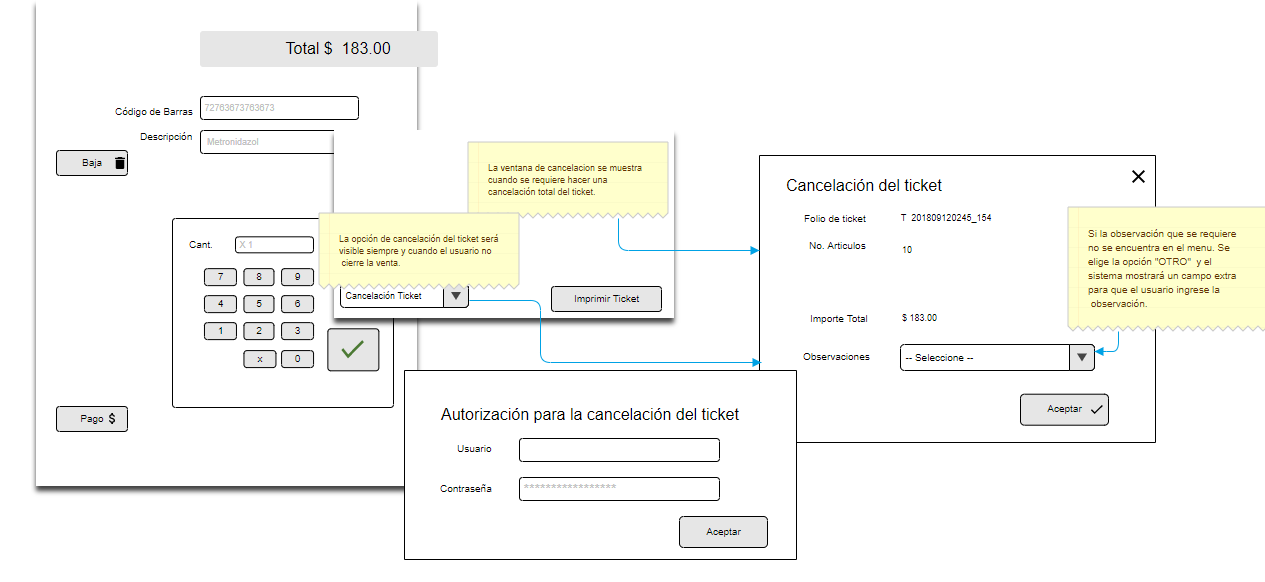 Total $ 183.00
Código de Barras
72763673763673
Descripción
Metronidazol
Baja
Cant.
X 1
7 8 9
4 5 6
1 2 3
x 0
Pago $
La ventana de cancelacion se muestra
cuando se requiere hacer una
cancelación total del ticket.
La opción de cancelación del ticket será
visible siempre y cuando el usuario no
cierre la venta.
Cancelación Ticket
Imprimir Ticket
Cancelación del ticket
Folio de ticket
T 201809120245_154
No. Articulos
10
Importe Total
$ 183.00
Observaciones
-- Seleccione --
Aceptar
Si la observación que se requiere
no se encuentra en el menu. Se
elige la opción "OTRO" y el
sistema mostrará un campo extra
para que el usuario ingrese la
observación.
Autorización para la cancelación del ticket
Usuario
Contraseña
*****************
Aceptar